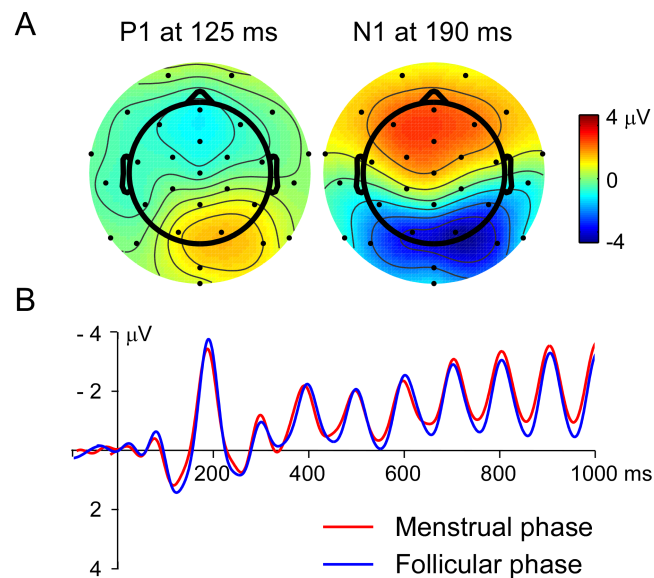 A
P1 at 125 ms
N1 at 190 ms
4 μV
0
-4
B
- 4
μV
- 2
200
400
600
800
1000 ms
2
4
Menstrual phase
Follicular phase